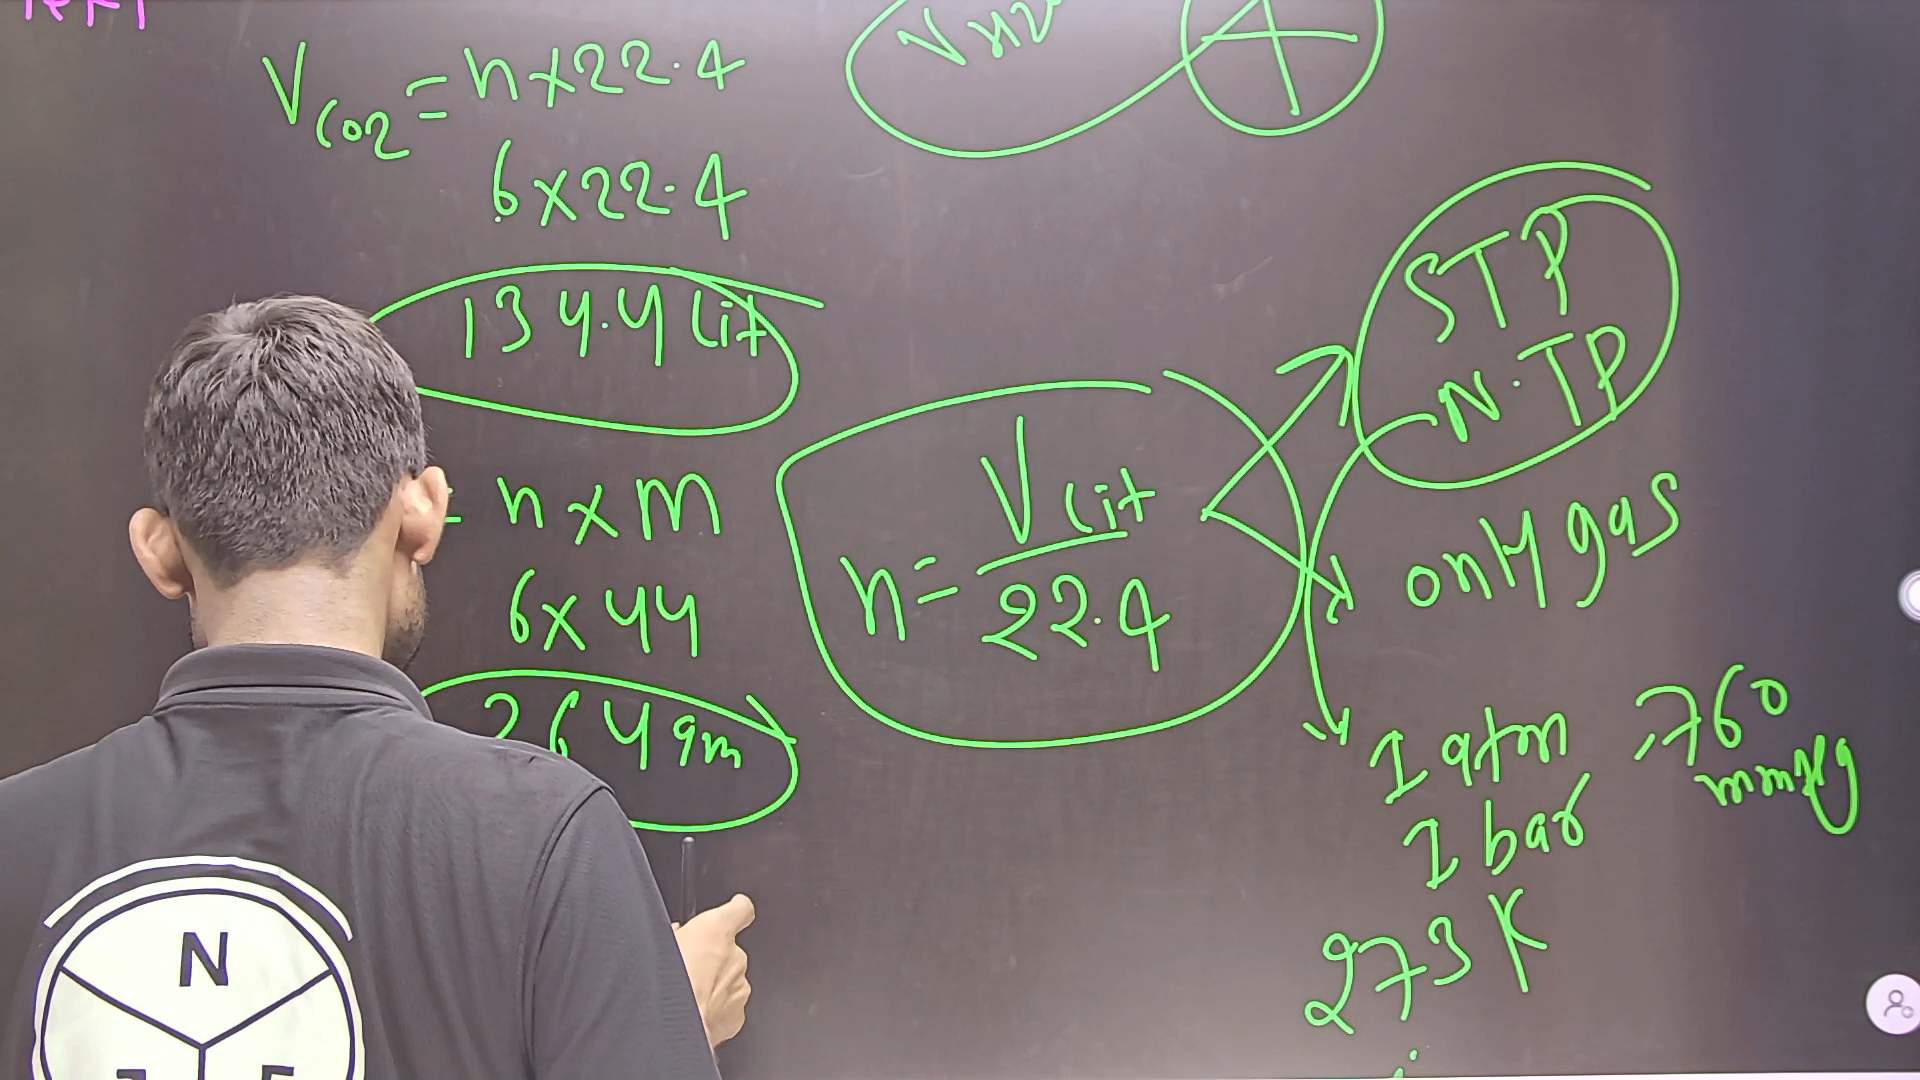 V CO2 = n x 22.4
6 x 22.4
134.4 Lit
= n x M
6 x 44
264 gm
n = V Lit / 22.4
STP
N.TP
only gas
1 atm - 760
mmHg
1 bar
273 K
N